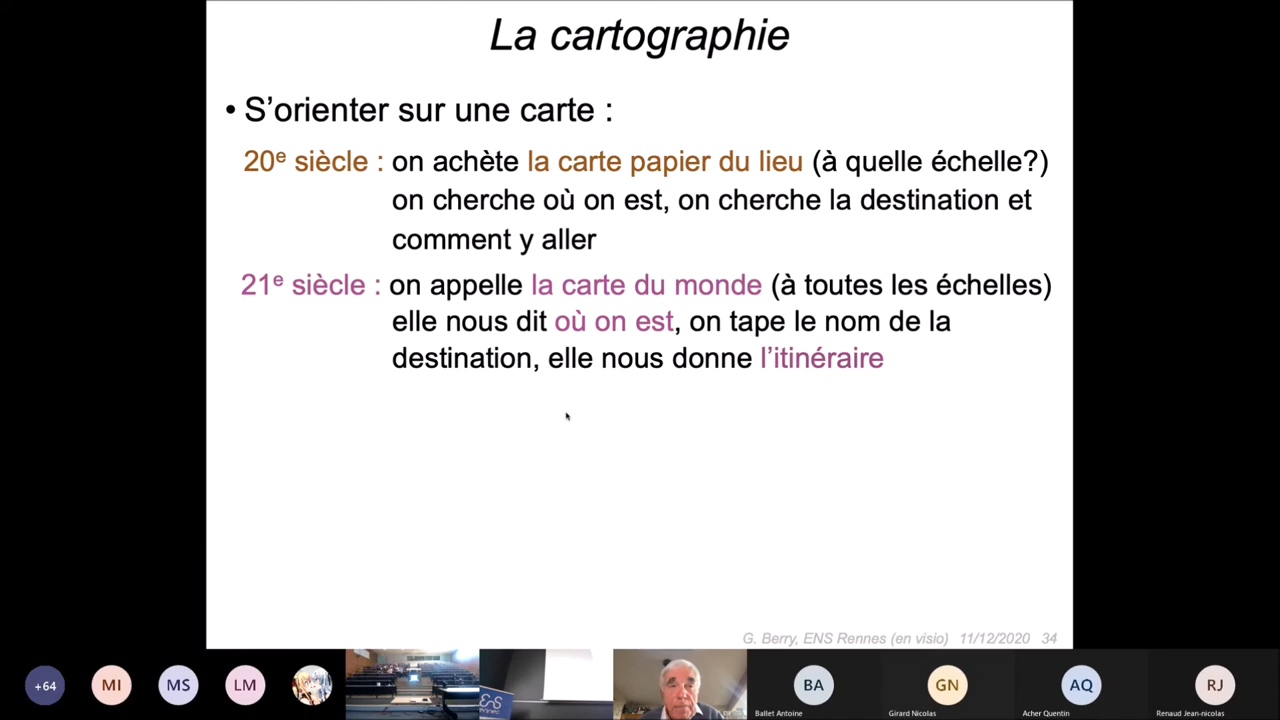 La cartographie
• S'orienter sur une carte :
20e siècle : on achète la carte papier du lieu (à quelle échelle?)
on cherche où on est, on cherche la destination et
comment y aller
21e siècle : on appelle la carte du monde (à toutes les échelles)
elle nous dit où on est, on tape le nom de la
destination, elle nous donne l'itinéraire
G. Berry, ENS Rennes (en visio) 11/12/2020 34
+64
MI
MS
LM
BA
GN
AQ
RJ
Ballet Antoine
Girard Nicolas
Acher Quentin
Renaud Jean-nicolas